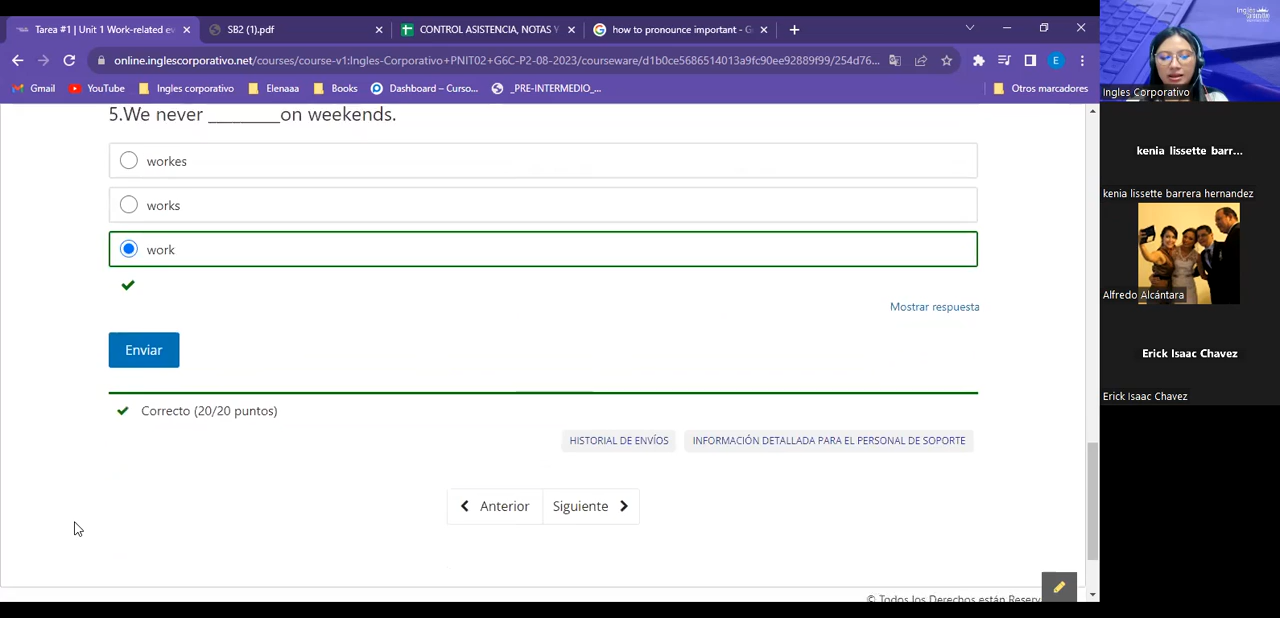 Tarea #1 | Unit 1 Work-related ev
SB2 (1).pdf
CONTROL ASISTENCIA, NOTAS Y
how to pronounce important - G
online.inglescorporativo.net/courses/course-v1:Ingles-Corporativo+PNIT02+G6C-P2-08-2023/courseware/d1b0ce5686514013a9fc90ee92889f99/254d76...
E
Gmail
YouTube
Ingles corporativo
Elenaaa
Books
Dashboard – Curso...
_PRE-INTERMEDIO_...
Otros marcadores
5.We never ________on weekends.
workes
works
work
Mostrar respuesta
Enviar
Correcto (20/20 puntos)
HISTORIAL DE ENVÍOS
INFORMACIÓN DETALLADA PARA EL PERSONAL DE SOPORTE
Anterior
Siguiente
© Todos los Derechos están Reserv
Ingles Corporativo
kenia lissette barr...
kenia lissette barrera hernandez
Alfredo Alcántara
Erick Isaac Chavez
Erick Isaac Chavez